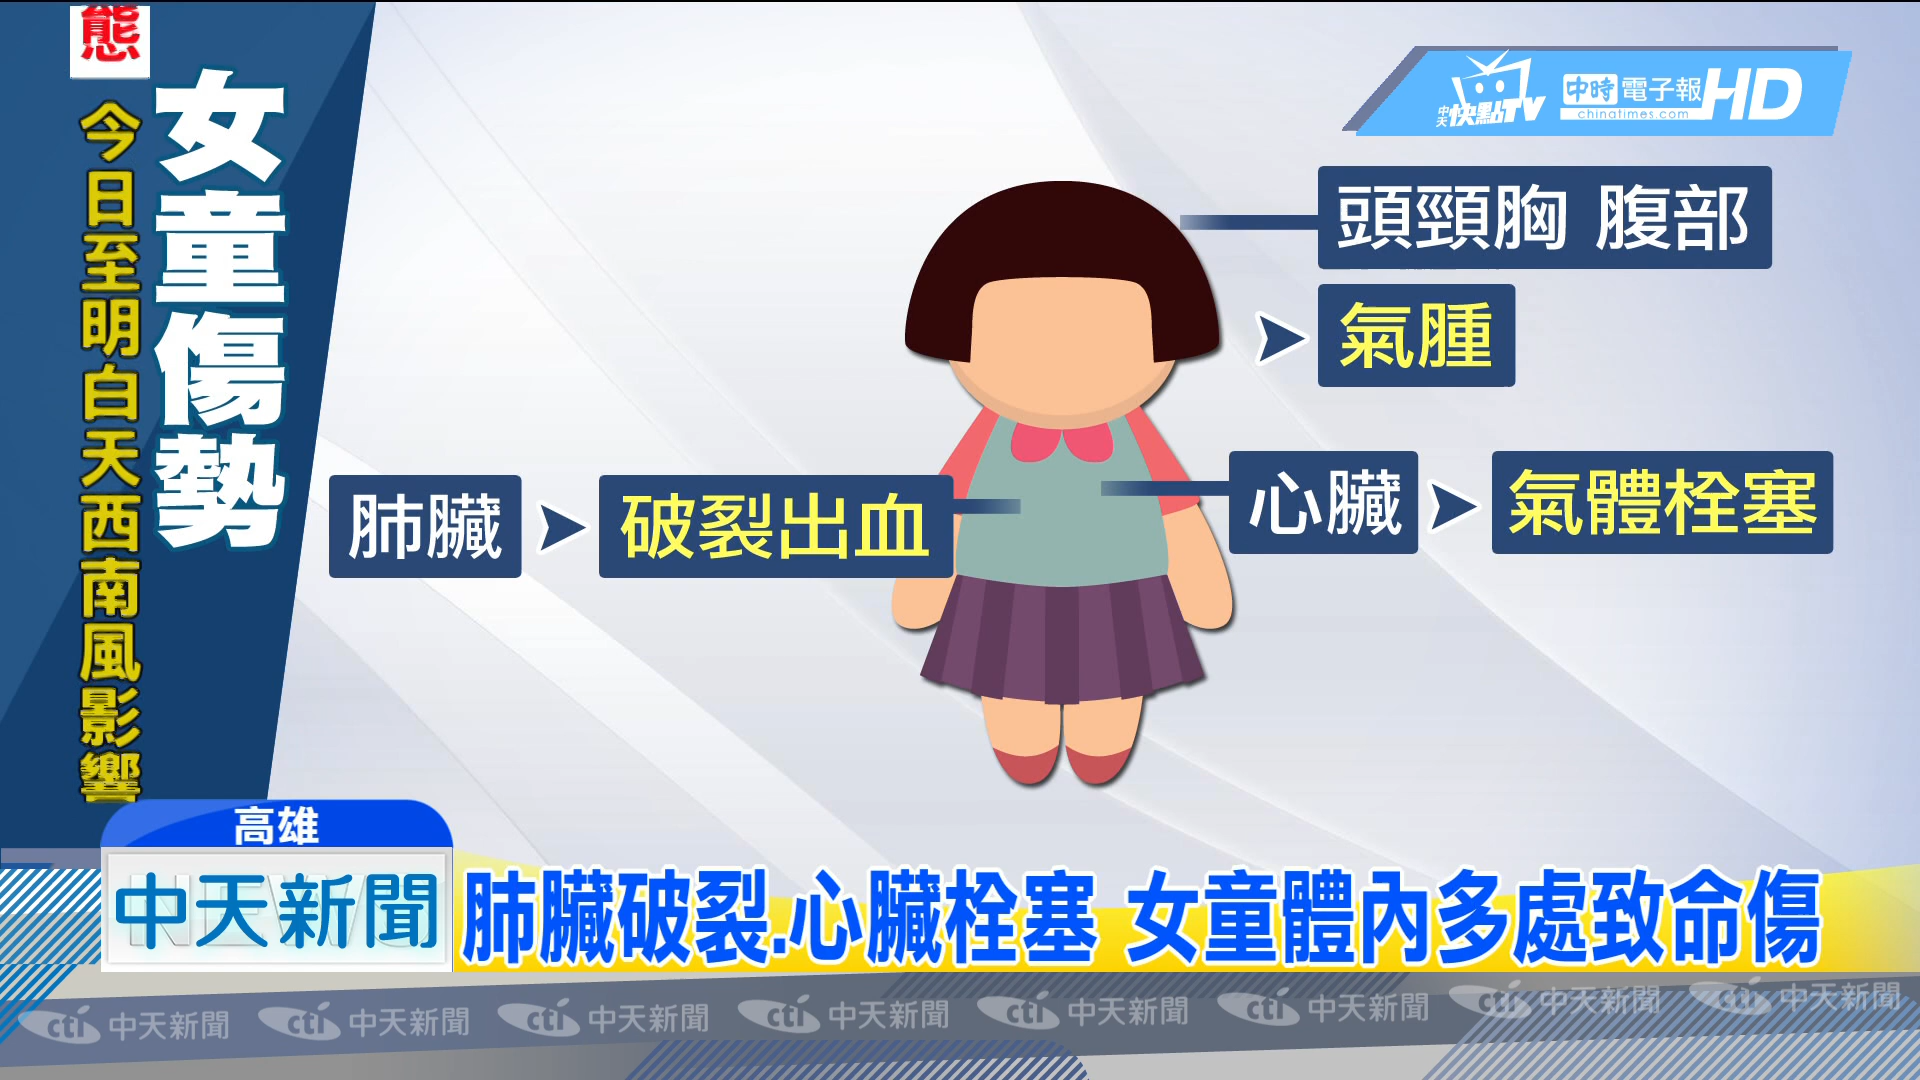 態
今日至明白天西南風影響
女童傷勢
中天快點TV
中時電子報HD
chinatimes.com
頭頸胸 腹部
氣腫
肺臟
破裂出血
心臟
氣體栓塞
高雄
NEWS
中天新聞
肺臟破裂.心臟栓塞 女童體內多處致命傷
cti 中天新聞 cti 中天新聞 cti 中天新聞 cti 中天新聞 cti 中天新聞 cti 中天新聞 cti 中天新聞 cti 中天新聞